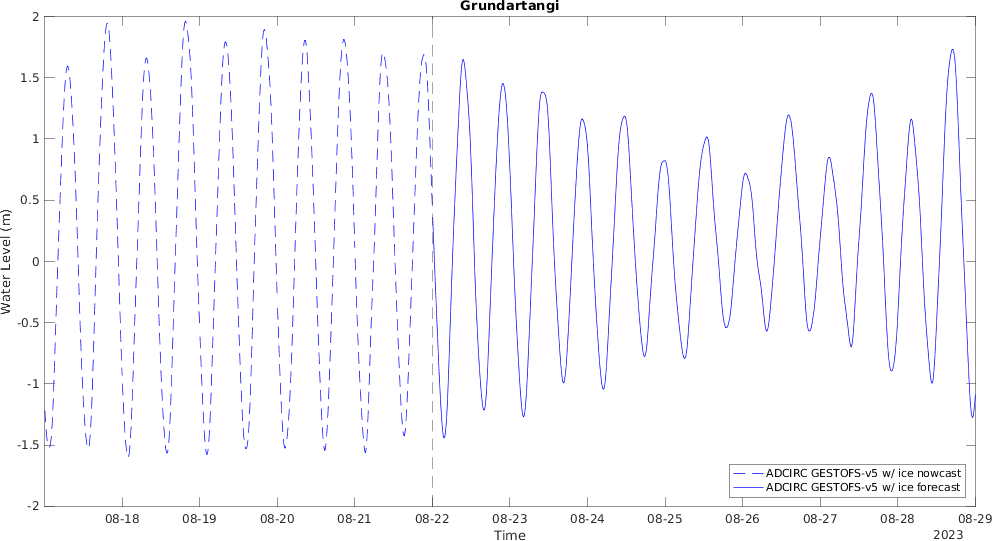 Grundartangi
2
1.5
1
0.5
0
-0.5
-1
-1.5
-2
Water Level (m)
ADCIRC GESTOFS-v5 w/ ice nowcast
ADCIRC GESTOFS-v5 w/ ice forecast
08-18 08-19 08-20 08-21 08-22 08-23 08-24 08-25 08-26 08-27 08-28 08-29
Time
2023